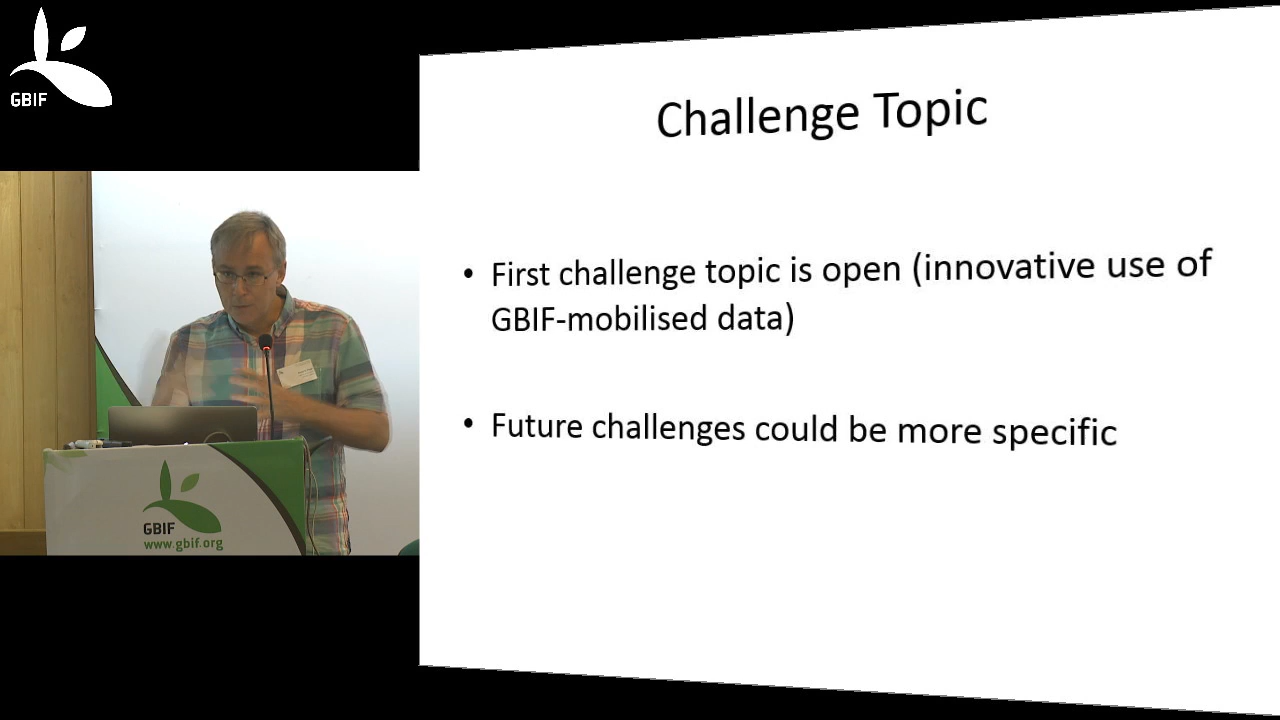 GBIF
Challenge Topic
• First challenge topic is open (innovative use of
GBIF-mobilised data)
• Future challenges could be more specific
GBIF
www.gbif.org